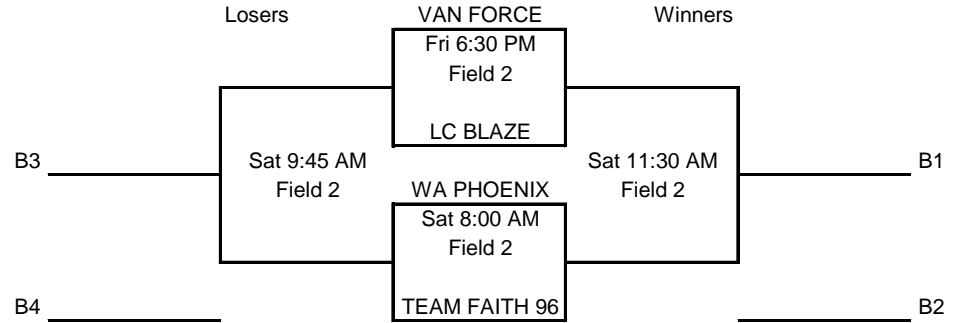 Losers VAN FORCE Winners
Fri 6:30 PM
Field 2
LC BLAZE
B3 Sat 9:45 AM Sat 11:30 AM B1
Field 2 WA PHOENIX Field 2
Sat 8:00 AM
Field 2
B4 TEAM FAITH 96 B2